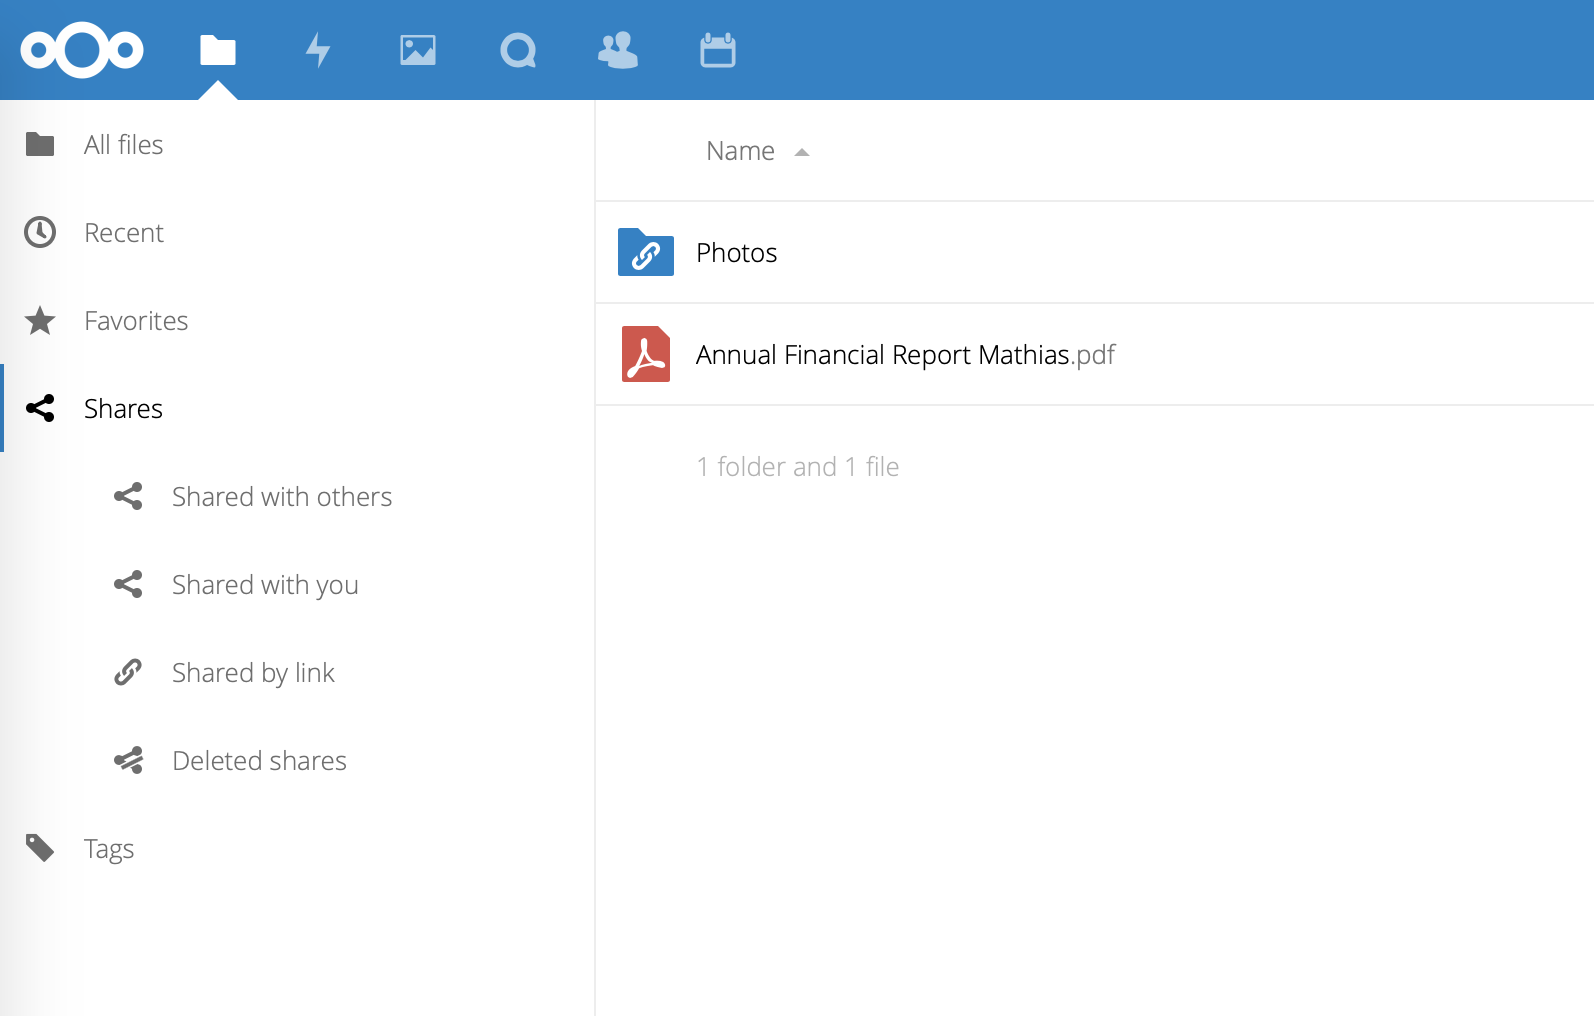 All files
Recent
Favorites
Shares
Shared with others
Shared with you
Shared by link
Deleted shares
Tags
Name
Photos
Annual Financial Report Mathias.pdf
1 folder and 1 file